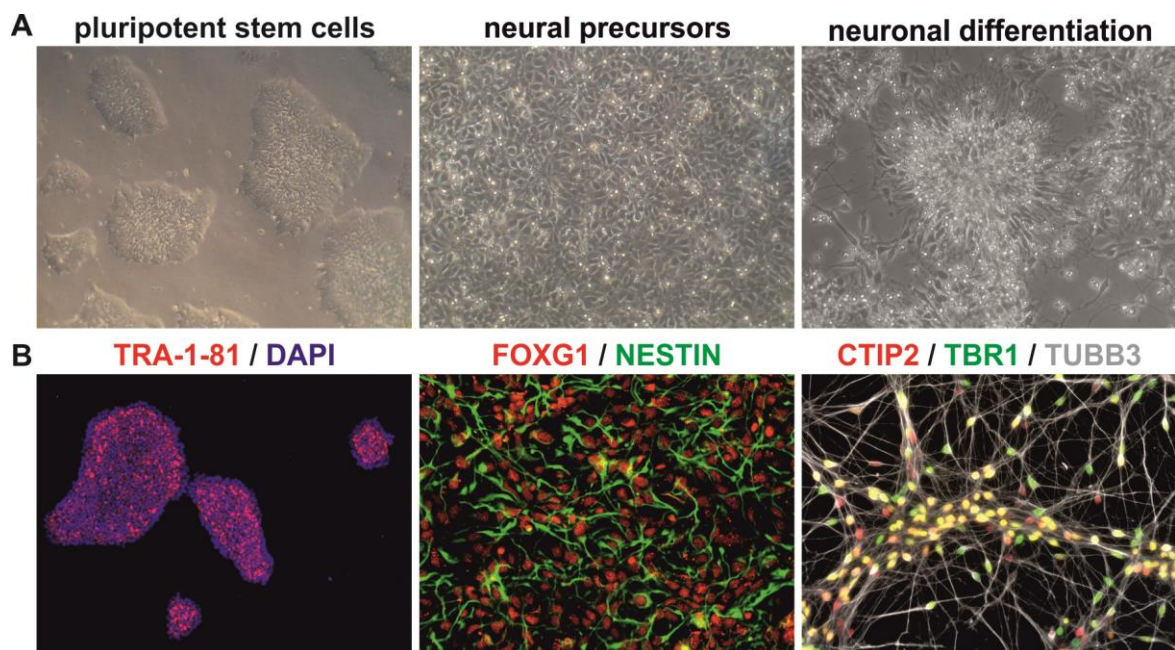 A pluripotent stem cells neural precursors neuronal differentiation
B TRA-1-81 / DAPI FOXG1 / NESTIN CTIP2 / TBR1 / TUBB3